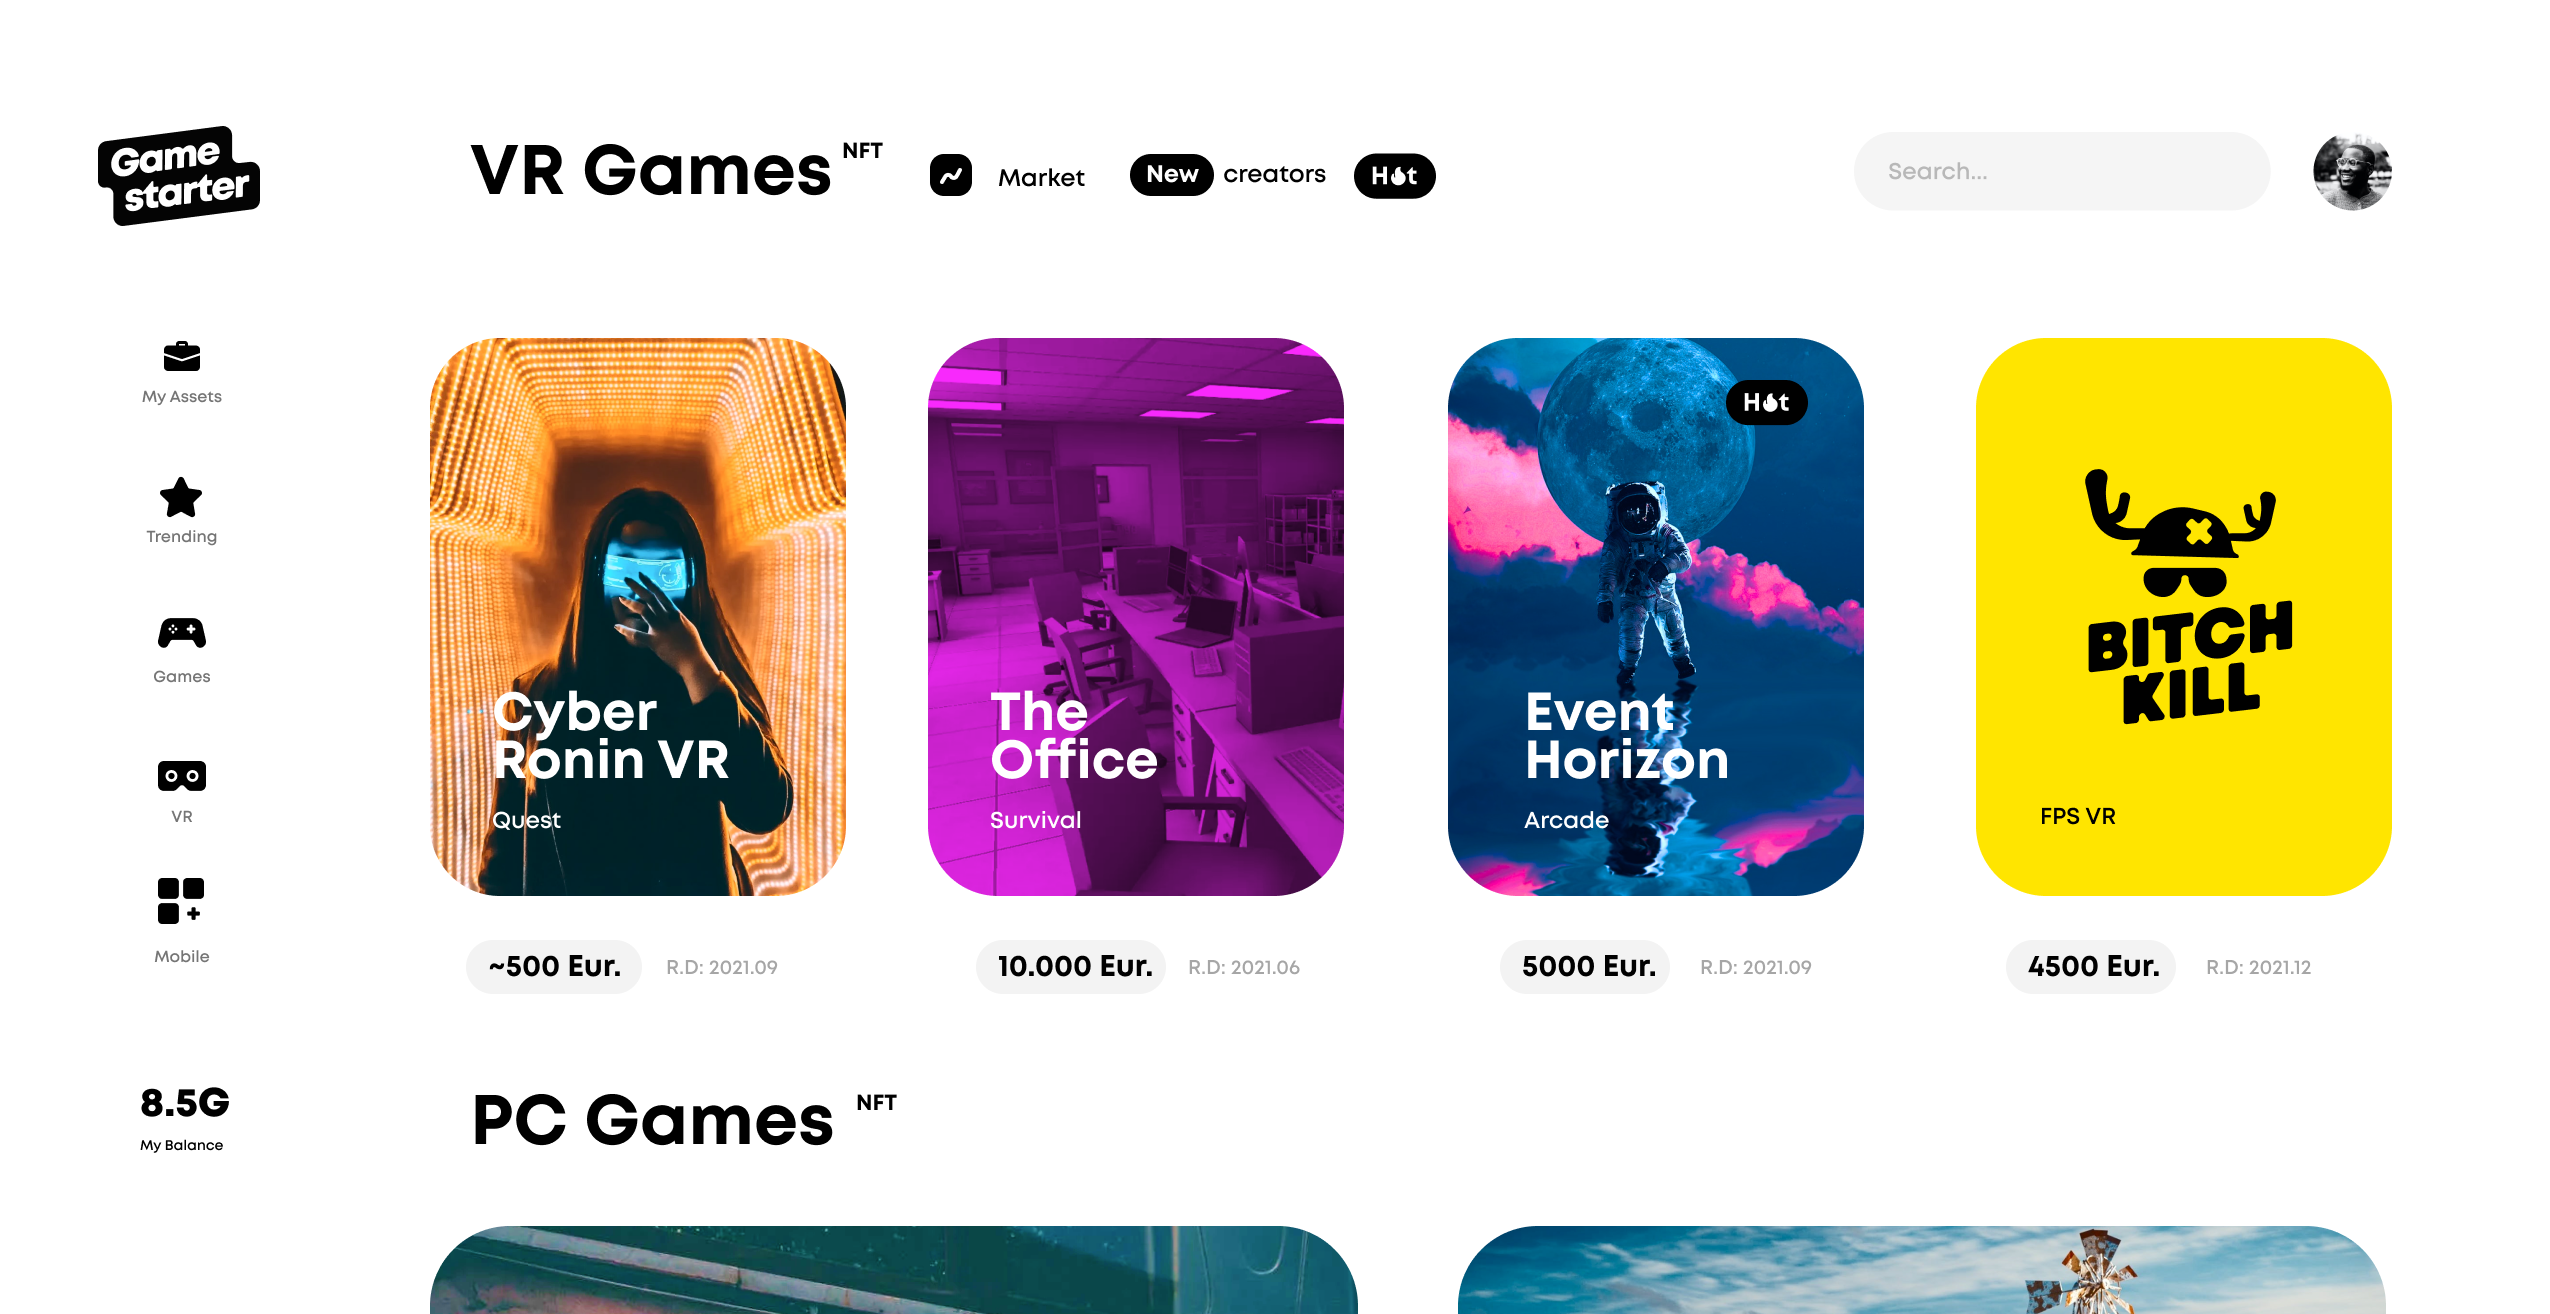 Game
starter
VR Games NFT
Market
New creators
Hot
Search...
My Assets
Trending
Games
VR
Mobile
8.5G
My Balance
Cyber
Ronin VR
Quest
~500 Eur.
R.D: 2021.09
The
Office
Survival
10.000 Eur.
R.D: 2021.06
Hot
Event
Horizon
Arcade
5000 Eur.
R.D: 2021.09
BITCH
KILL
FPS VR
4500 Eur.
R.D: 2021.12
PC Games NFT